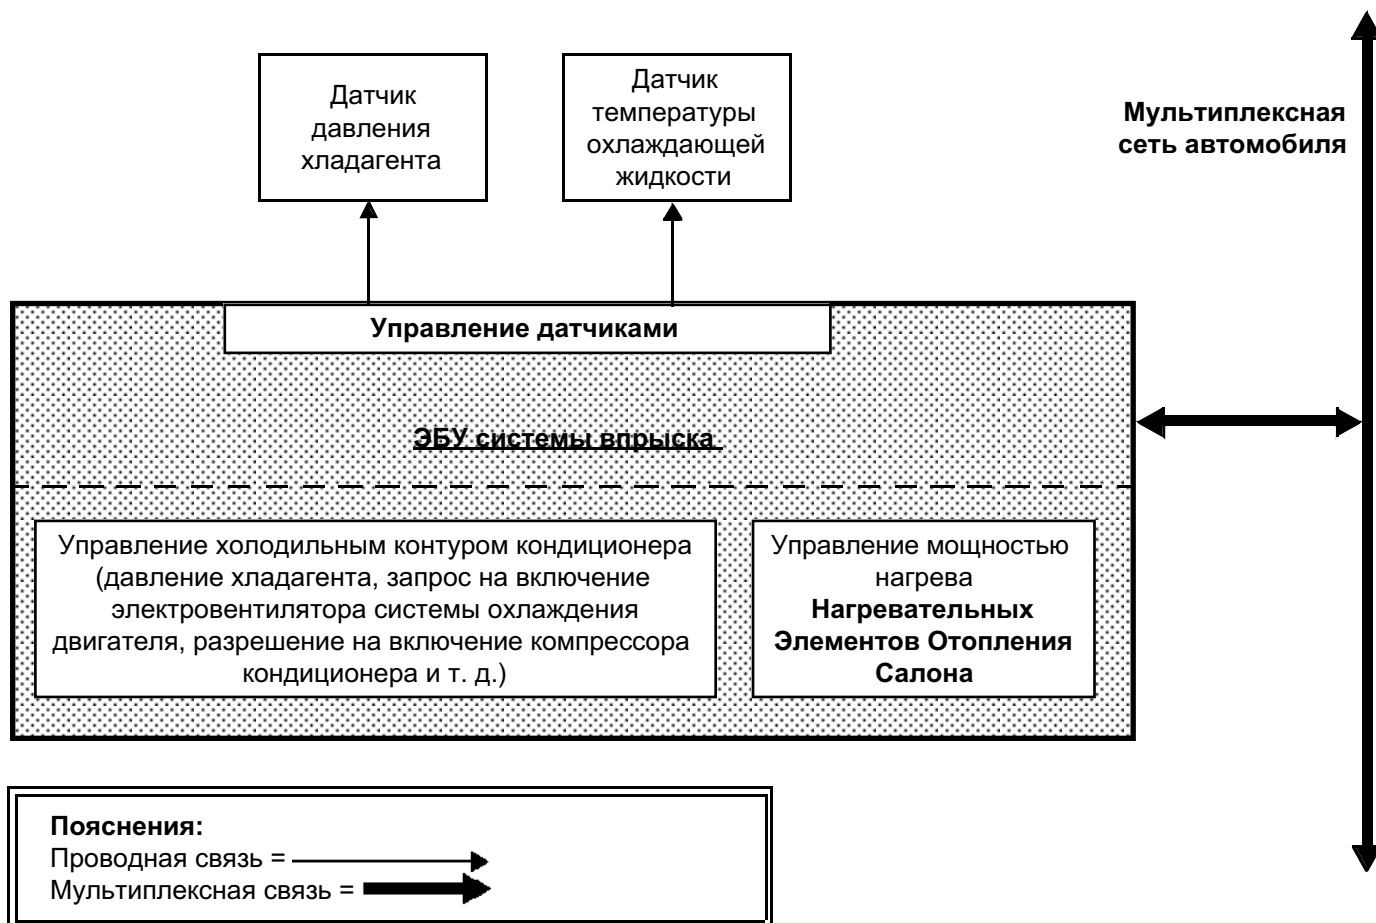 Датчик
давления
хладагента
Датчик
температуры
охлаждающей
жидкости
Мультиплексная
сеть автомобиля
Управление датчиками
ЭБУ системы впрыска
Управление холодильным контуром кондиционера
(давление хладагента, запрос на включение
электровентилятора системы охлаждения
двигателя, разрешение на включение компрессора
кондиционера и т. д.)
Управление мощностью
нагрева
Нагревательных
Элементов Отопления
Салона
Пояснения:
Проводная связь =
Мультиплексная связь =